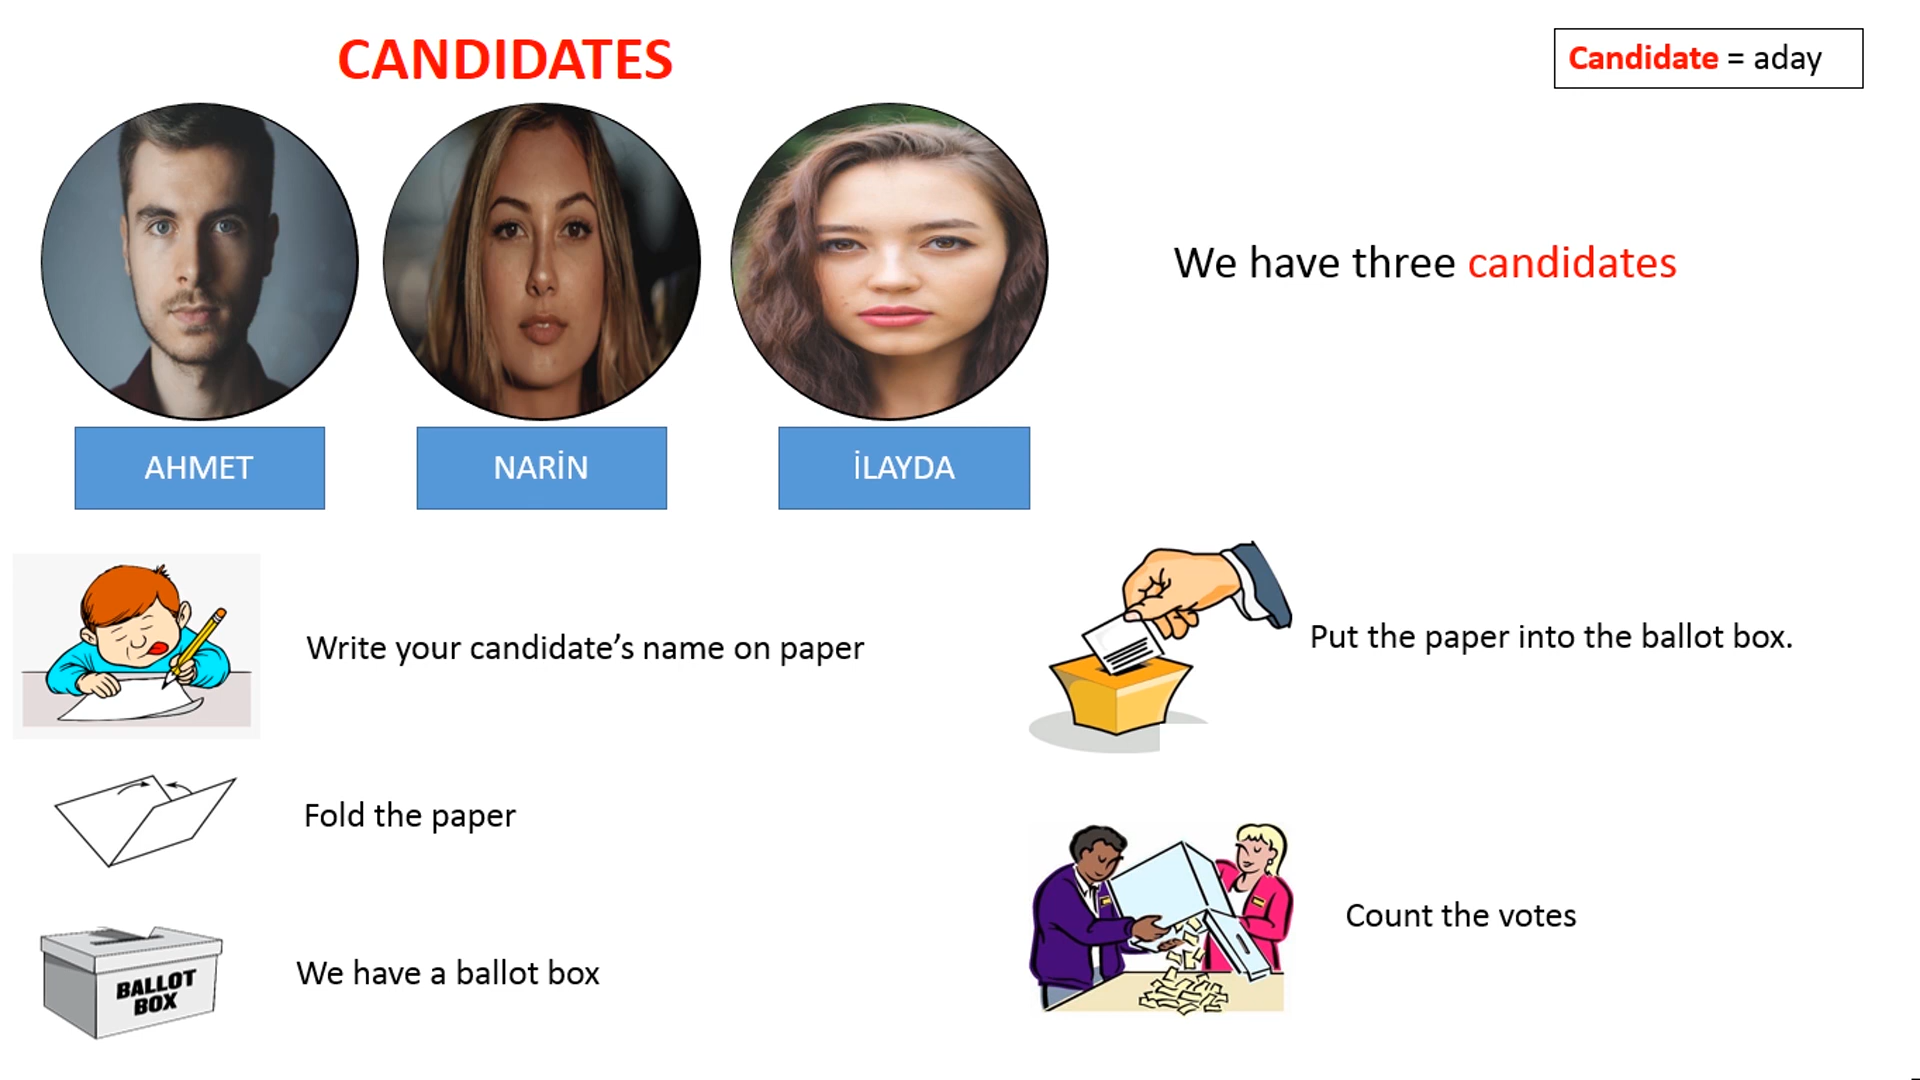 CANDIDATES
Candidate = aday
We have three candidates
AHMET
NARİN
İLAYDA
Write your candidate’s name on paper
Fold the paper
BALLOT
BOX
We have a ballot box
Put the paper into the ballot box.
Count the votes